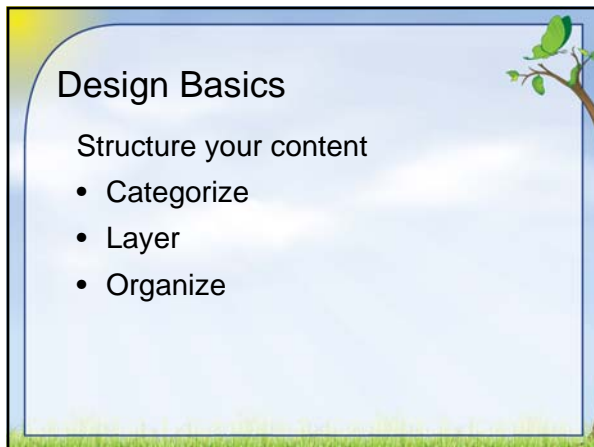 Design Basics
Structure your content
• Categorize
• Layer
• Organize